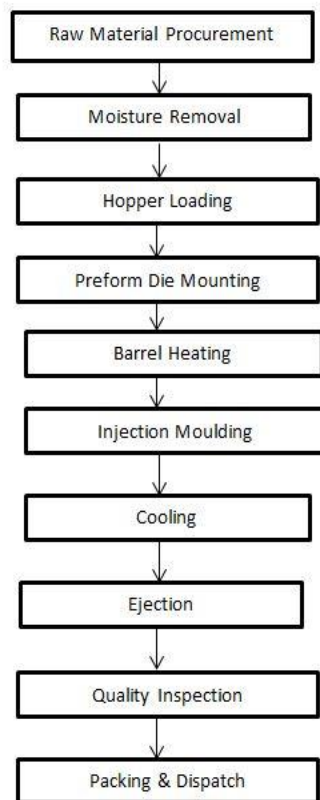 Raw Material Procurement
Moisture Removal
Hopper Loading
Preform Die Mounting
Barrel Heating
Injection Moulding
Cooling
Ejection
Quality Inspection
Packing & Dispatch